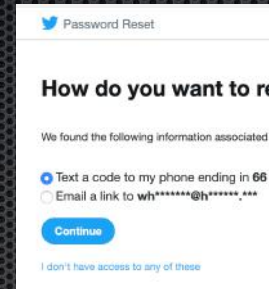 Password Reset
How do you want to re
We found the following information associated
Text a code to my phone ending in 66
Email a link to wh*******@h******.***
Continue
I don't have access to any of these